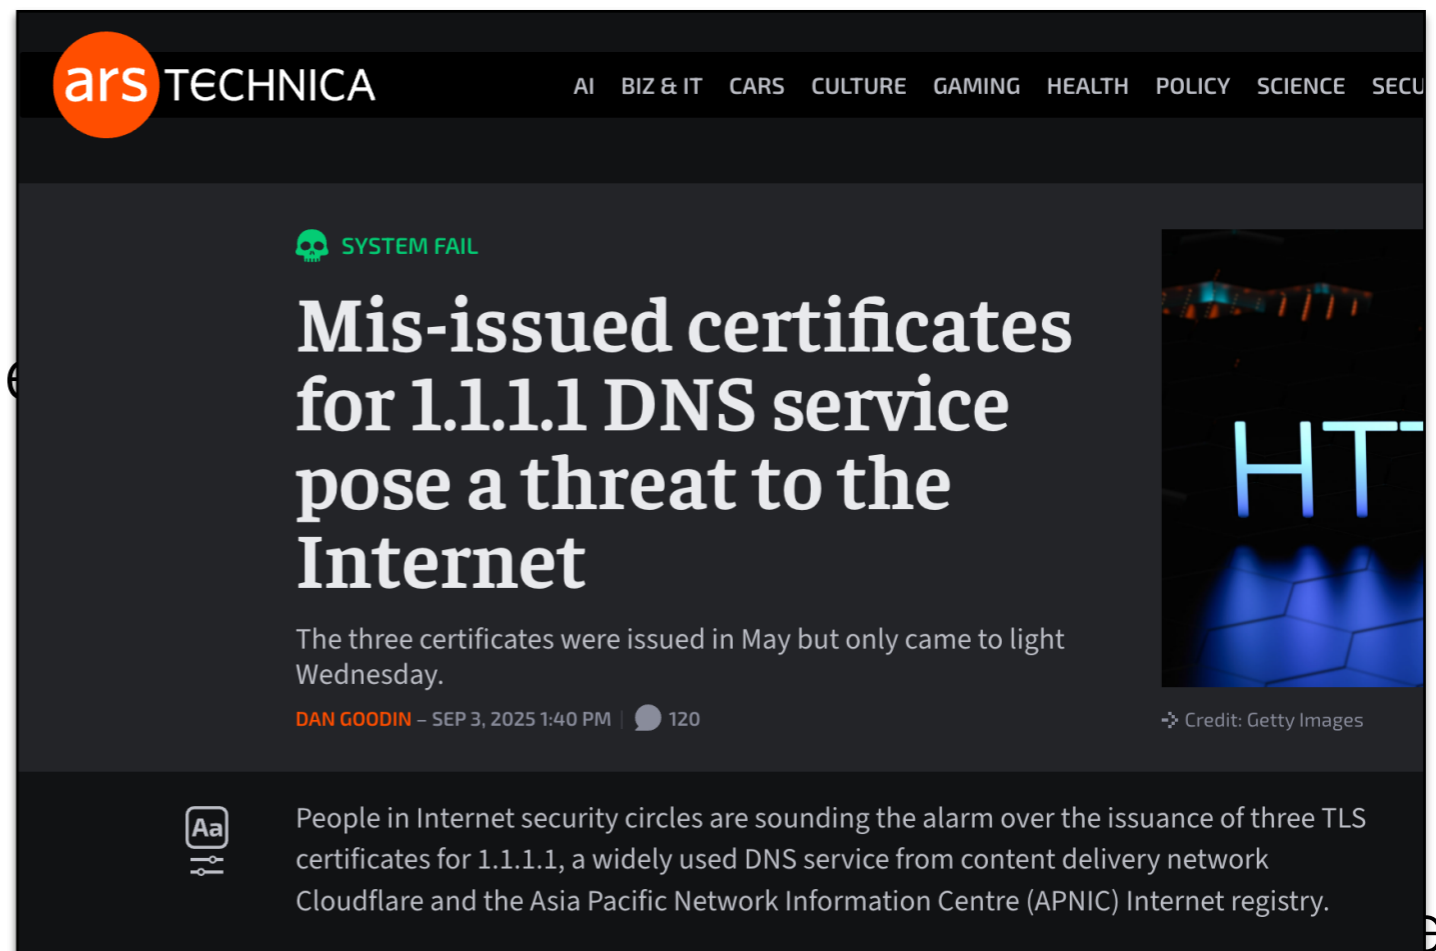 ars TECHNICA
AI BIZ & IT CARS CULTURE GAMING HEALTH POLICY SCIENCE SECU
SYSTEM FAIL
Mis-issued certificates
for 1.1.1.1 DNS service
pose a threat to the
Internet
The three certificates were issued in May but only came to light
Wednesday.
DAN GOODIN – SEP 3, 2025 1:40 PM | 120
HTT
Credit: Getty Images
Aa
People in Internet security circles are sounding the alarm over the issuance of three TLS
certificates for 1.1.1.1, a widely used DNS service from content delivery network
Cloudflare and the Asia Pacific Network Information Centre (APNIC) Internet registry.